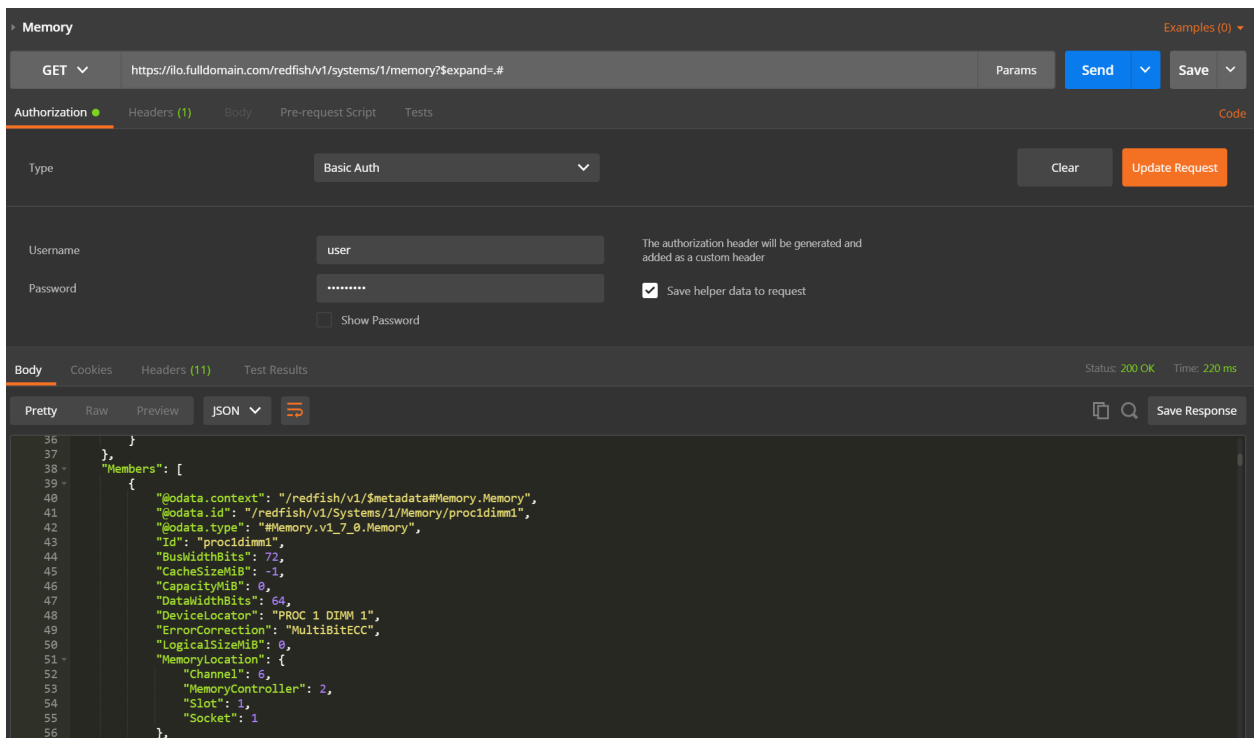 Memory
Examples (0)
GET
https://ilo.fulldomain.com/redfish/v1/systems/1/memory?$expand=.#
Params
Send
Save
Authorization
Headers (1)
Body
Pre-request Script
Tests
Code
Type
Basic Auth
Clear
Update Request
Username
user
The authorization header will be generated and
added as a custom header
Password
•••••••••
Save helper data to request
Show Password
Body
Cookies
Headers (11)
Test Results
Status: 200 OK
Time: 220 ms
Pretty
Raw
Preview
JSON
Save Response
36 }
37 },
38 "Members": [
39 {
40 "@odata.context": "/redfish/v1/$metadata#Memory.Memory",
41 "@odata.id": "/redfish/v1/Systems/1/Memory/proc1dimm1",
42 "@odata.type": "#Memory.v1_7_0.Memory",
43 "Id": "proc1dimm1",
44 "BusWidthBits": 72,
45 "CacheSizeMiB": -1,
46 "CapacityMiB": 0,
47 "DataWidthBits": 64,
48 "DeviceLocator": "PROC 1 DIMM 1",
49 "ErrorCorrection": "MultiBitECC",
50 "LogicalSizeMiB": 0,
51 "MemoryLocation": {
52 "Channel": 6,
53 "MemoryController": 2,
54 "Slot": 1,
55 "Socket": 1
56 },